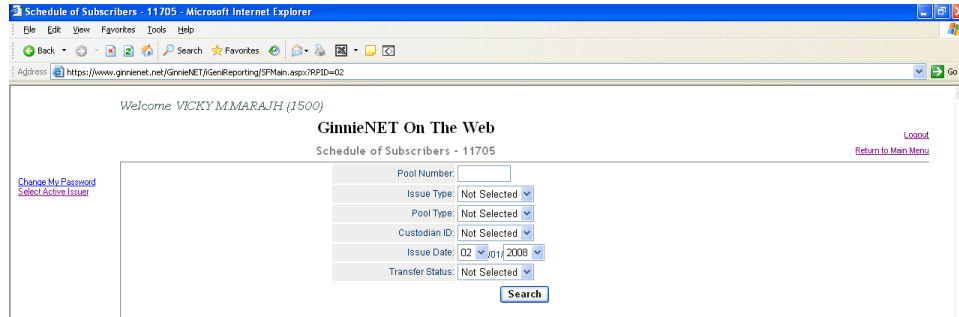 Schedule of Subscribers - 11705 - Microsoft Internet Explorer
File Edit View Favorites Tools Help
Back Search Favorites
Address https://www.ginnienet.net/GinnieNET/iGeniReporting/SFMain.aspx?RPID=02 Go
Welcome VICKY M.MARAJH (1500)
GinnieNET On The Web
Logout
Schedule of Subscribers - 11705
Return to Main Menu
Change My Password
Select Active Issuer
Pool Number:
Issue Type: Not Selected
Pool Type: Not Selected
Custodian ID: Not Selected
Issue Date: 02 /01/ 2008
Transfer Status: Not Selected
Search